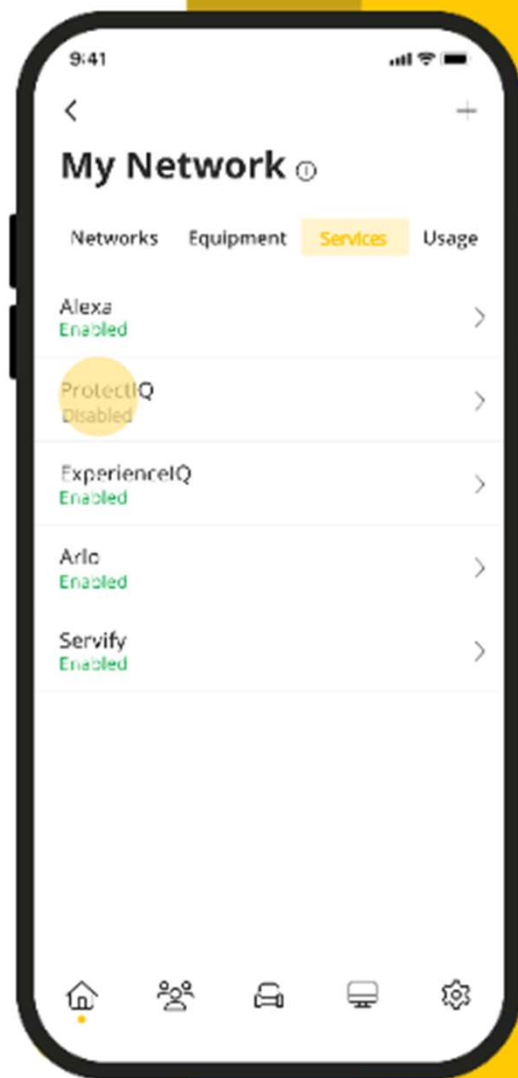 9:41
My Network
Networks Equipment Services Usage
Alexa
Enabled
ProtectIQ
Disabled
ExperienceIQ
Enabled
Arlo
Enabled
Servify
Enabled